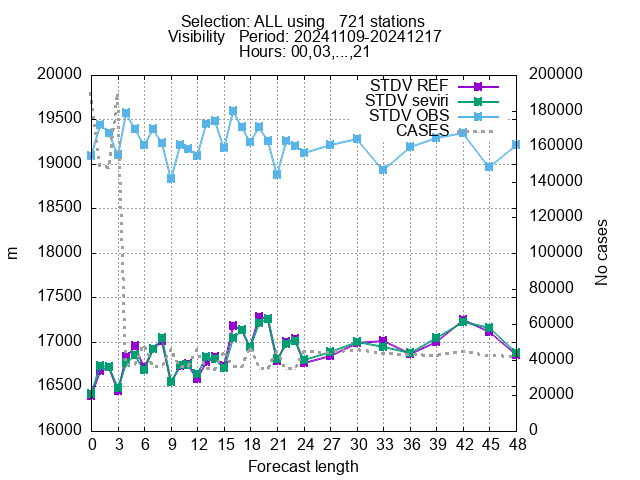 Selection: ALL using   721 stations
Visibility   Period: 20241109-20241217
Hours: 00,03,...,21
STDV REF
STDV seviri
STDV OBS
CASES
20000
19500
19000
18500
18000
17500
17000
16500
16000
m
200000
180000
160000
140000
120000
100000
80000
60000
40000
20000
0
No cases
0 3 6 9 12 15 18 21 24 27 30 33 36 39 42 45 48
Forecast length